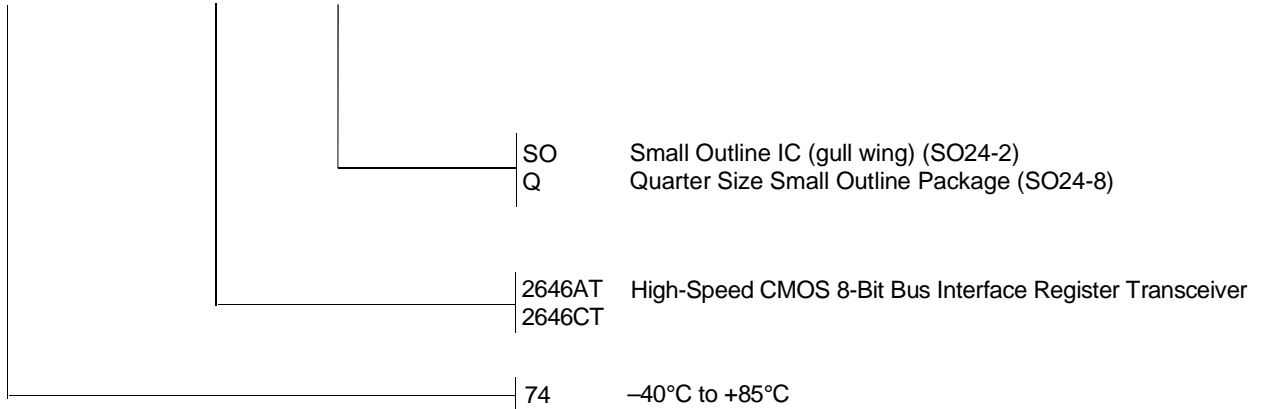 SO Small Outline IC (gull wing) (SO24-2)
Q Quarter Size Small Outline Package (SO24-8)
2646AT High-Speed CMOS 8-Bit Bus Interface Register Transceiver
2646CT
74 –40°C to +85°C